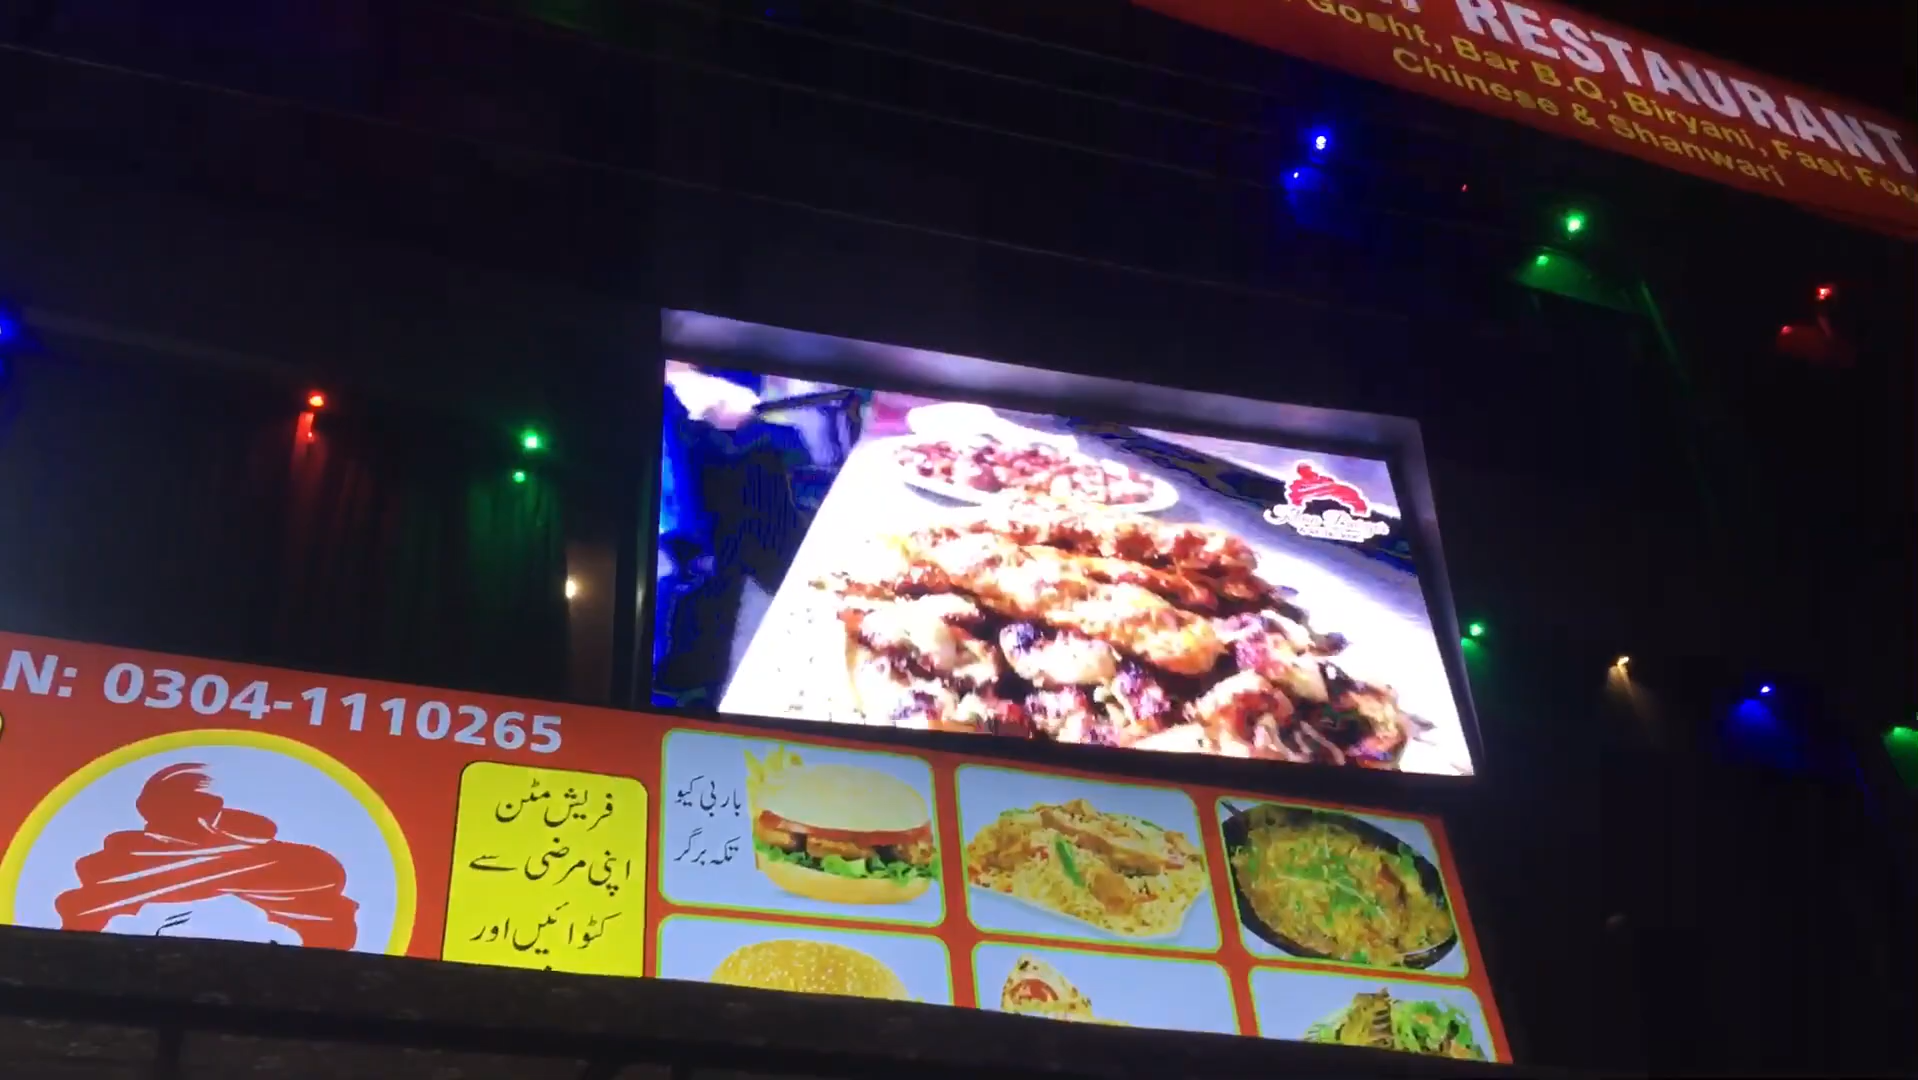 RESTAURANT
Gosht, Bar B.Q, Biryani, Fast Foo
Chinese & Shanwari
N: 0304-1110265
فریش مٹن
اپنی مرضی سے
کٹوائیں اور
بار بی کیو
تکہ برگر